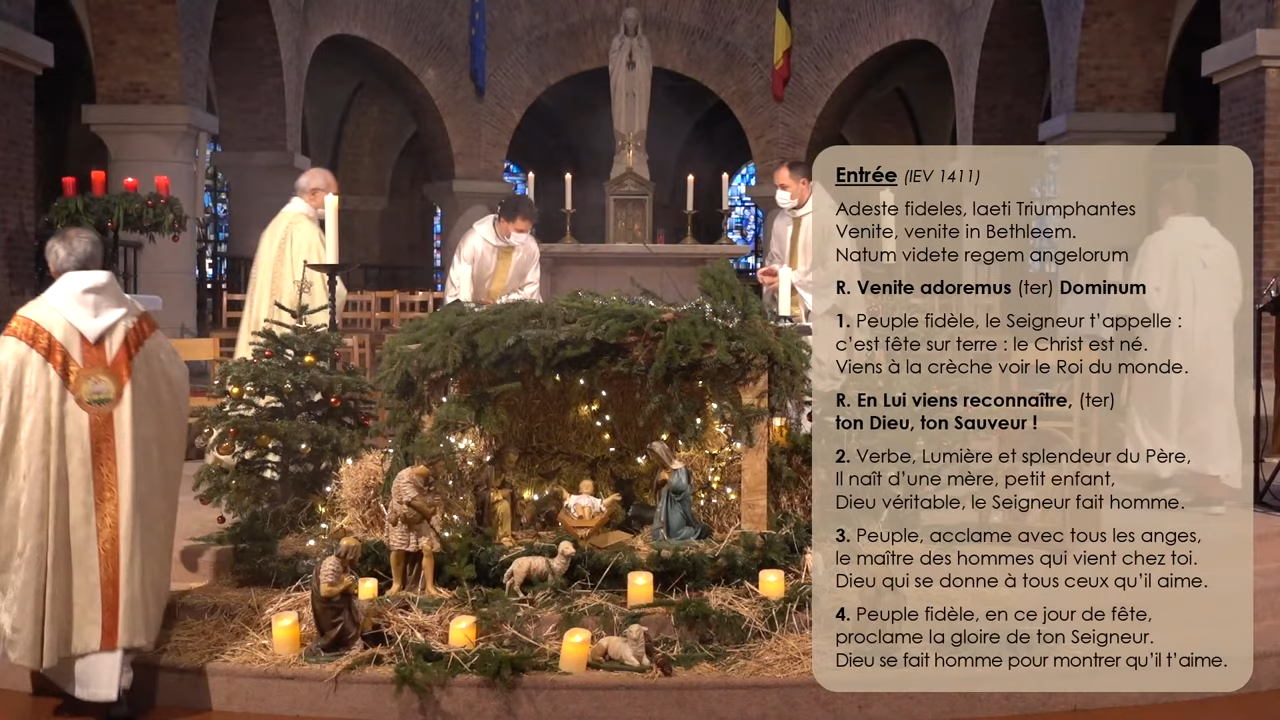 Entrée (IEV 1411)
Adeste fideles, laeti Triumphantes
Venite, venite in Bethleem.
Natum videte regem angelorum
R. Venite adoremus (ter) Dominum
1. Peuple fidèle, le Seigneur t’appelle :
c’est fête sur terre : le Christ est né.
Viens à la crèche voir le Roi du monde.
R. En Lui viens reconnaître, (ter)
ton Dieu, ton Sauveur !
2. Verbe, Lumière et splendeur du Père,
Il naît d’une mère, petit enfant,
Dieu véritable, le Seigneur fait homme.
3. Peuple, acclame avec tous les anges,
le maître des hommes qui vient chez toi.
Dieu qui se donne à tous ceux qu’il aime.
4. Peuple fidèle, en ce jour de fête,
proclame la gloire de ton Seigneur.
Dieu se fait homme pour montrer qu’il t’aime.